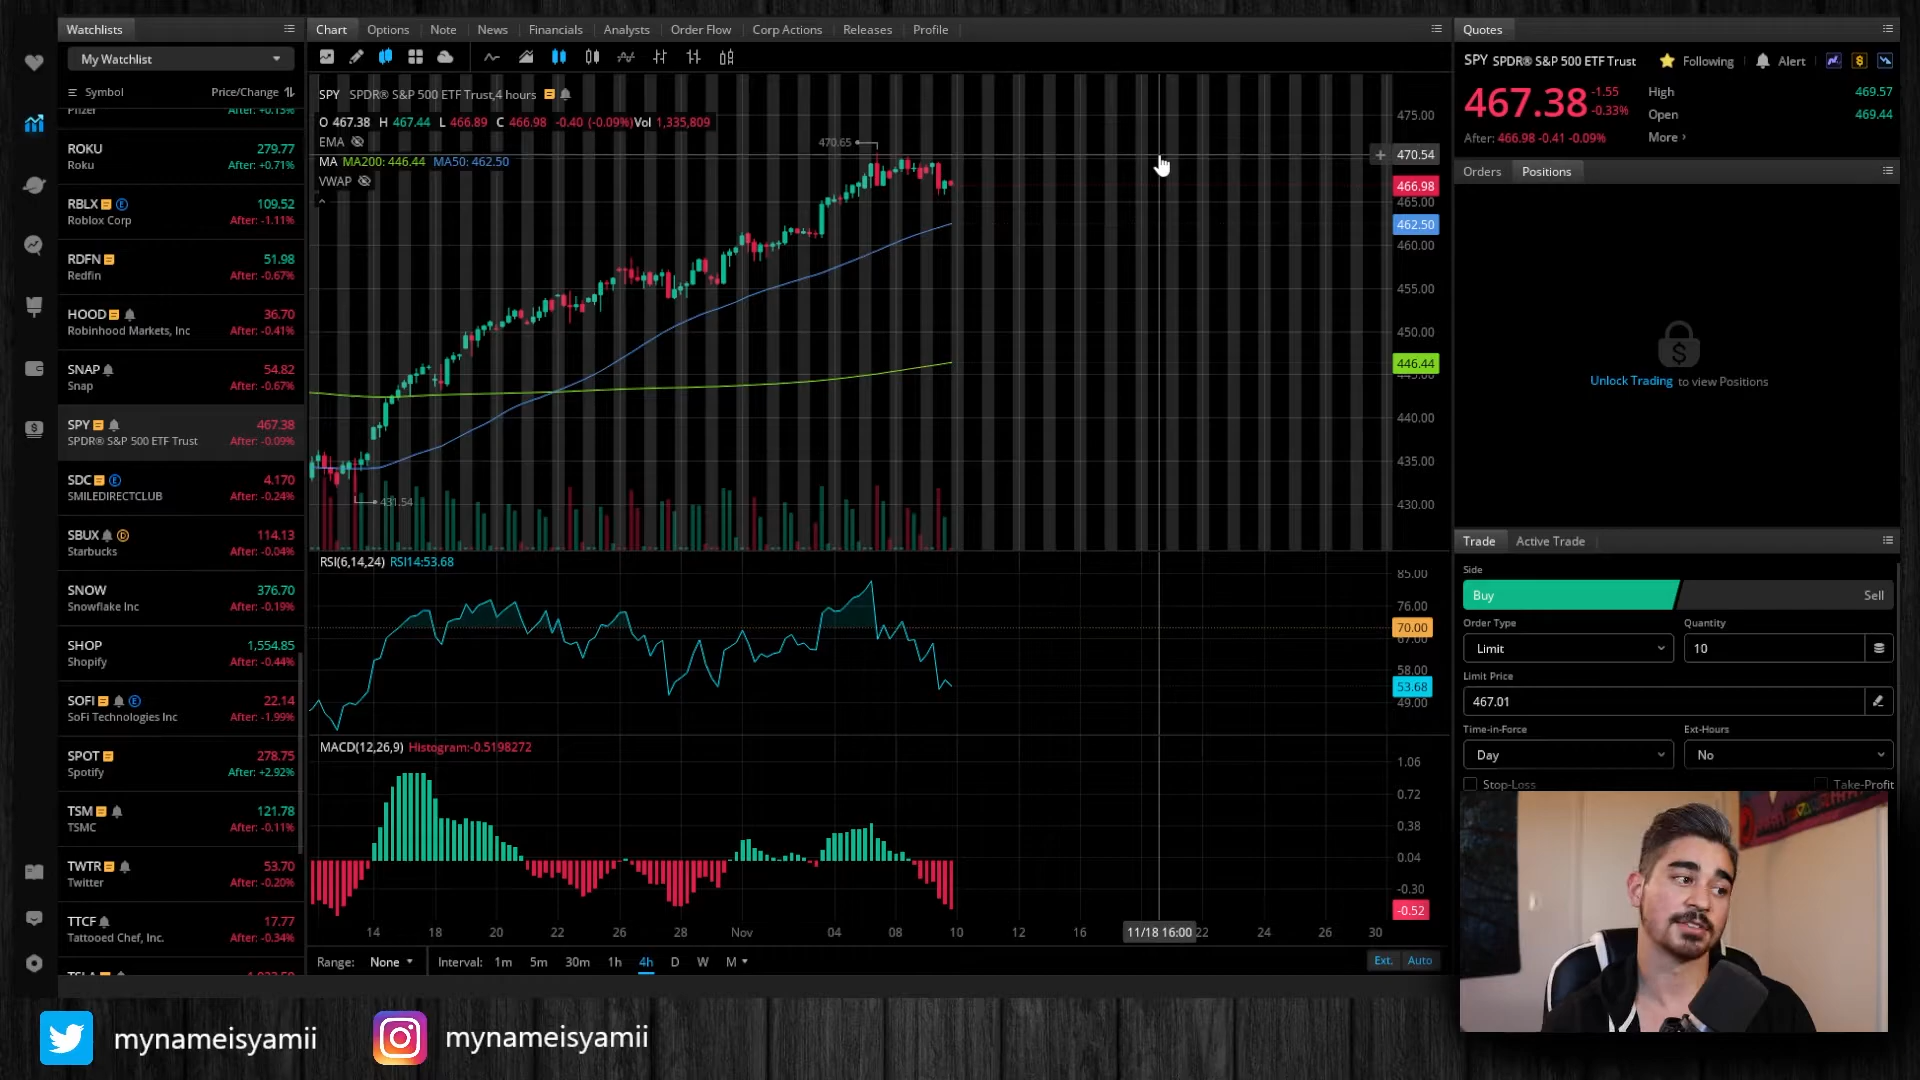 Watchlists
My Watchlist
Symbol Price/Change
Pfizer After: +0.13%
ROKU 279.77
Roku After: +0.71%
RBLX E 109.52
Roblox Corp After: -1.11%
RDFN 51.98
Redfin After: -0.67%
HOOD 36.70
Robinhood Markets, Inc After: -0.41%
SNAP 54.82
Snap After: -0.67%
SPY 467.38
SPDR® S&P 500 ETF Trust After: -0.09%
SDC E 4.170
SMILEDIRECTCLUB After: -0.24%
SBUX D 114.13
Starbucks After: -0.04%
SNOW 376.70
Snowflake Inc After: -0.19%
SHOP 1,554.85
Shopify After: -0.44%
SOFI E 22.14
SoFi Technologies Inc After: -1.99%
SPOT 278.75
Spotify After: +2.92%
TSM 121.78
TSMC After: -0.11%
TWTR 53.70
Twitter After: -0.20%
TTCF 17.77
Tattooed Chef, Inc. After: -0.34%
Chart Options Note News Financials Analysts Order Flow Corp Actions Releases Profile
SPY SPDR® S&P 500 ETF Trust,4 hours
O 467.38 H 467.44 L 466.89 C 466.98 -0.40 (-0.09%) Vol 1,335,809
EMA
MA MA200: 446.44 MA50: 462.50
VWAP
470.65
431.54
475.00
+ 470.54
466.98
465.00
462.50
460.00
455.00
450.00
446.44
440.00
435.00
430.00
RSI(6,14,24) RSI14:53.68
85.00
76.00
70.00
58.00
53.68
49.00
MACD(12,26,9) Histogram:-0.5198272
1.06
0.72
0.38
0.04
-0.30
-0.52
14 16 18 20 22 26 28 Nov 04 08 10 12 16 11/18 16:00 22 24 26 30
Range: None Interval: 1m 5m 30m 1h 4h D W M Ext. Auto
Quotes
SPY SPDR® S&P 500 ETF Trust Following Alert
467.38 -1.55 -0.33%
After: 466.98 -0.41 -0.09%
High 469.57
Open 469.44
More
Orders Positions
Unlock Trading to view Positions
Trade Active Trade
Side
Buy Sell
Order Type Quantity
Limit 10
Limit Price
467.01
Time-in-Force Ext-Hours
Day No
Stop-Loss Take-Profit
mynameisyamii mynameisyamii